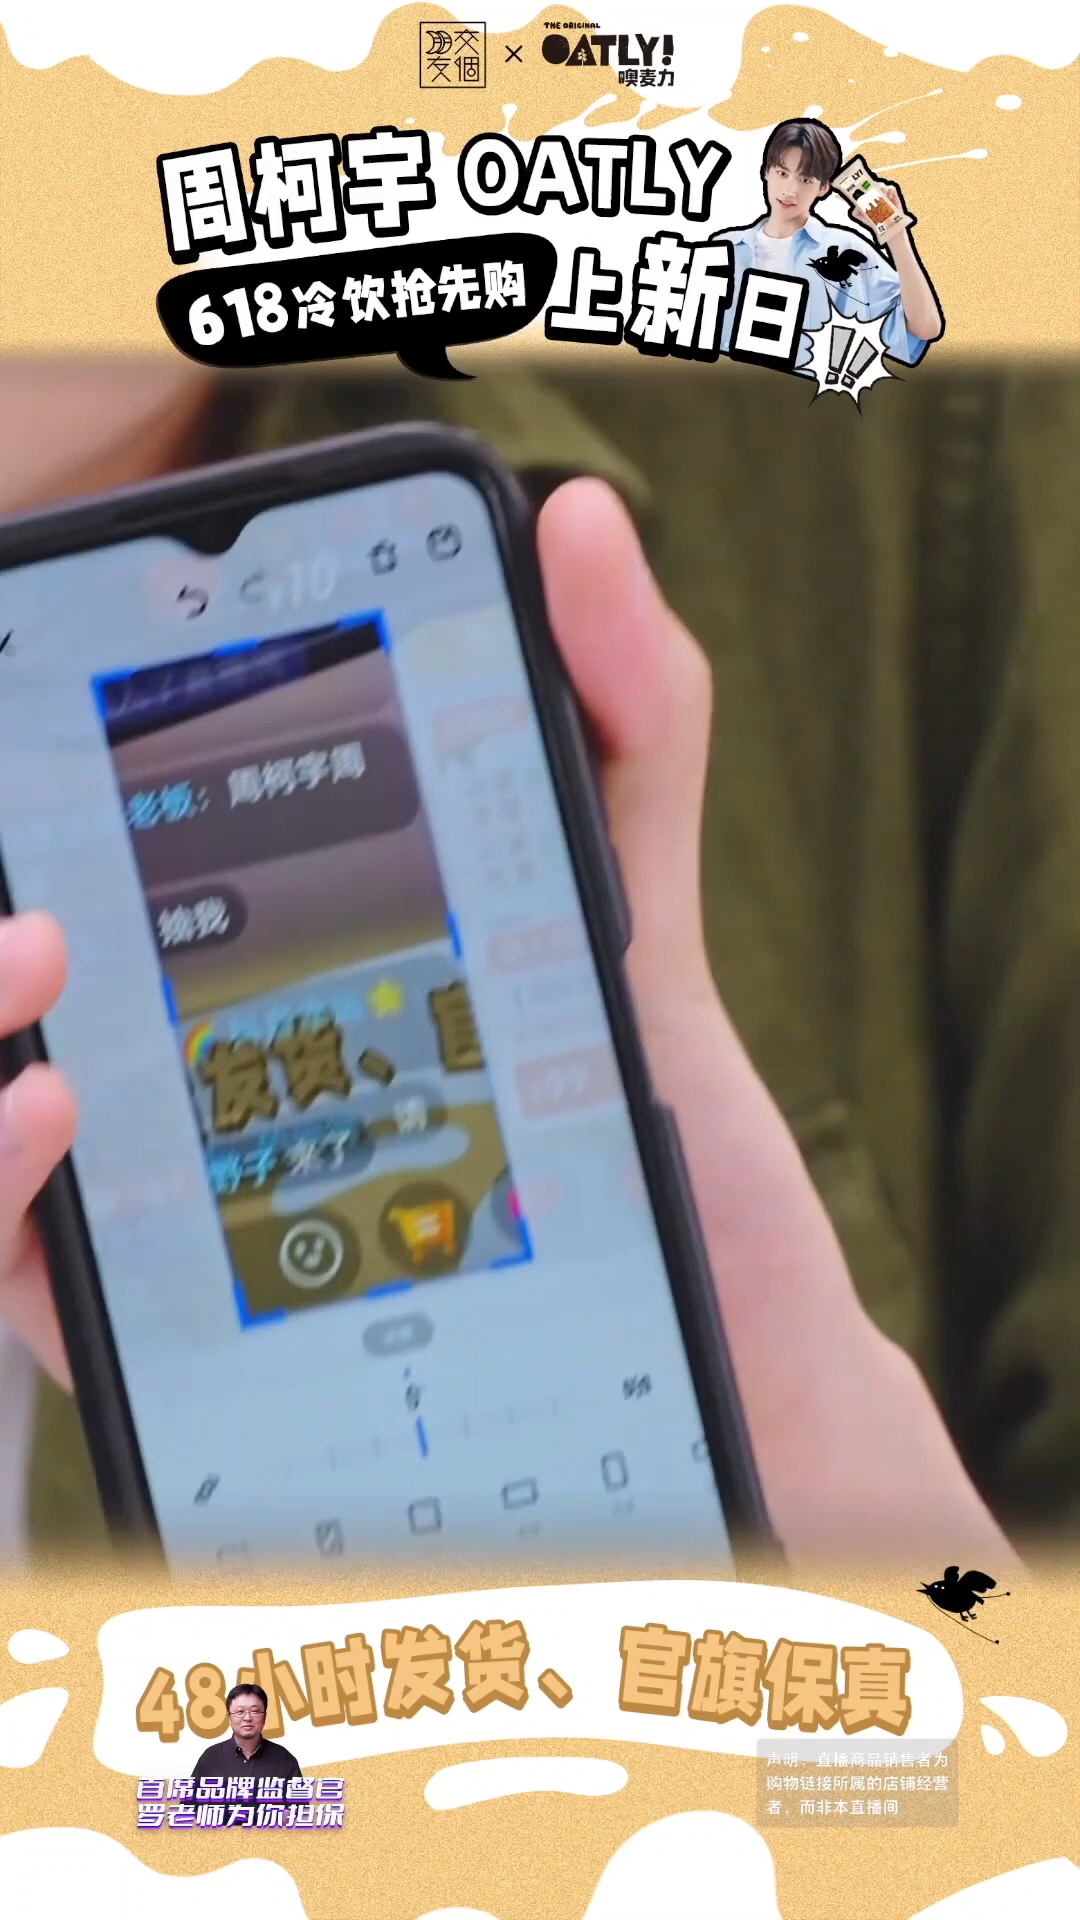 交個朋友 × THE ORIGINAL OATLY! 噢麦力
周柯宇 OATLY
618冷饮抢先购 上新日!!
老板：周柯宇周
给我
发货、官
来了
48小时发货、官旗保真
首席品牌监督官
罗老师为你担保
声明：直播商品销售者为
购物链接所属的店铺经营
者，而非本直播间